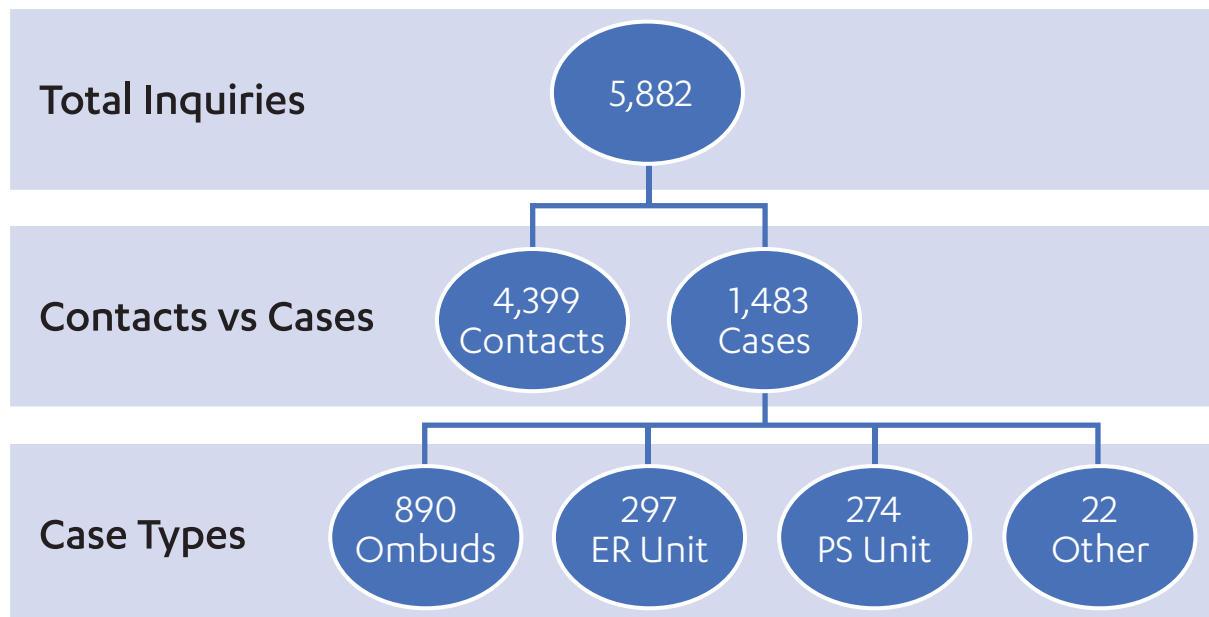 Total Inquiries
5,882
Contacts vs Cases
4,399
Contacts
1,483
Cases
Case Types
890
Ombuds
297
ER Unit
274
PS Unit
22
Other